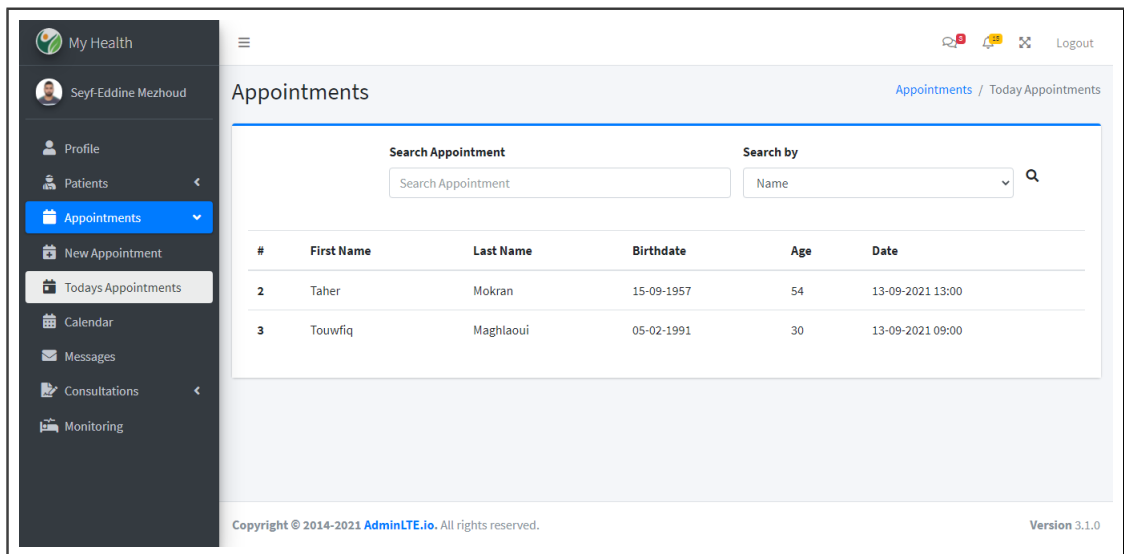 My Health
3 15 Logout
Seyf-Eddine Mezhoud
Appointments
Appointments / Today Appointments
Profile
Patients
Appointments
New Appointment
Todays Appointments
Calendar
Messages
Consultations
Monitoring
Search Appointment Search by
Search Appointment Name
# First Name Last Name Birthdate Age Date
2 Taher Mokran 15-09-1957 54 13-09-2021 13:00
3 Touwfiq Maghlaoui 05-02-1991 30 13-09-2021 09:00
Copyright © 2014-2021 AdminLTE.io. All rights reserved. Version 3.1.0